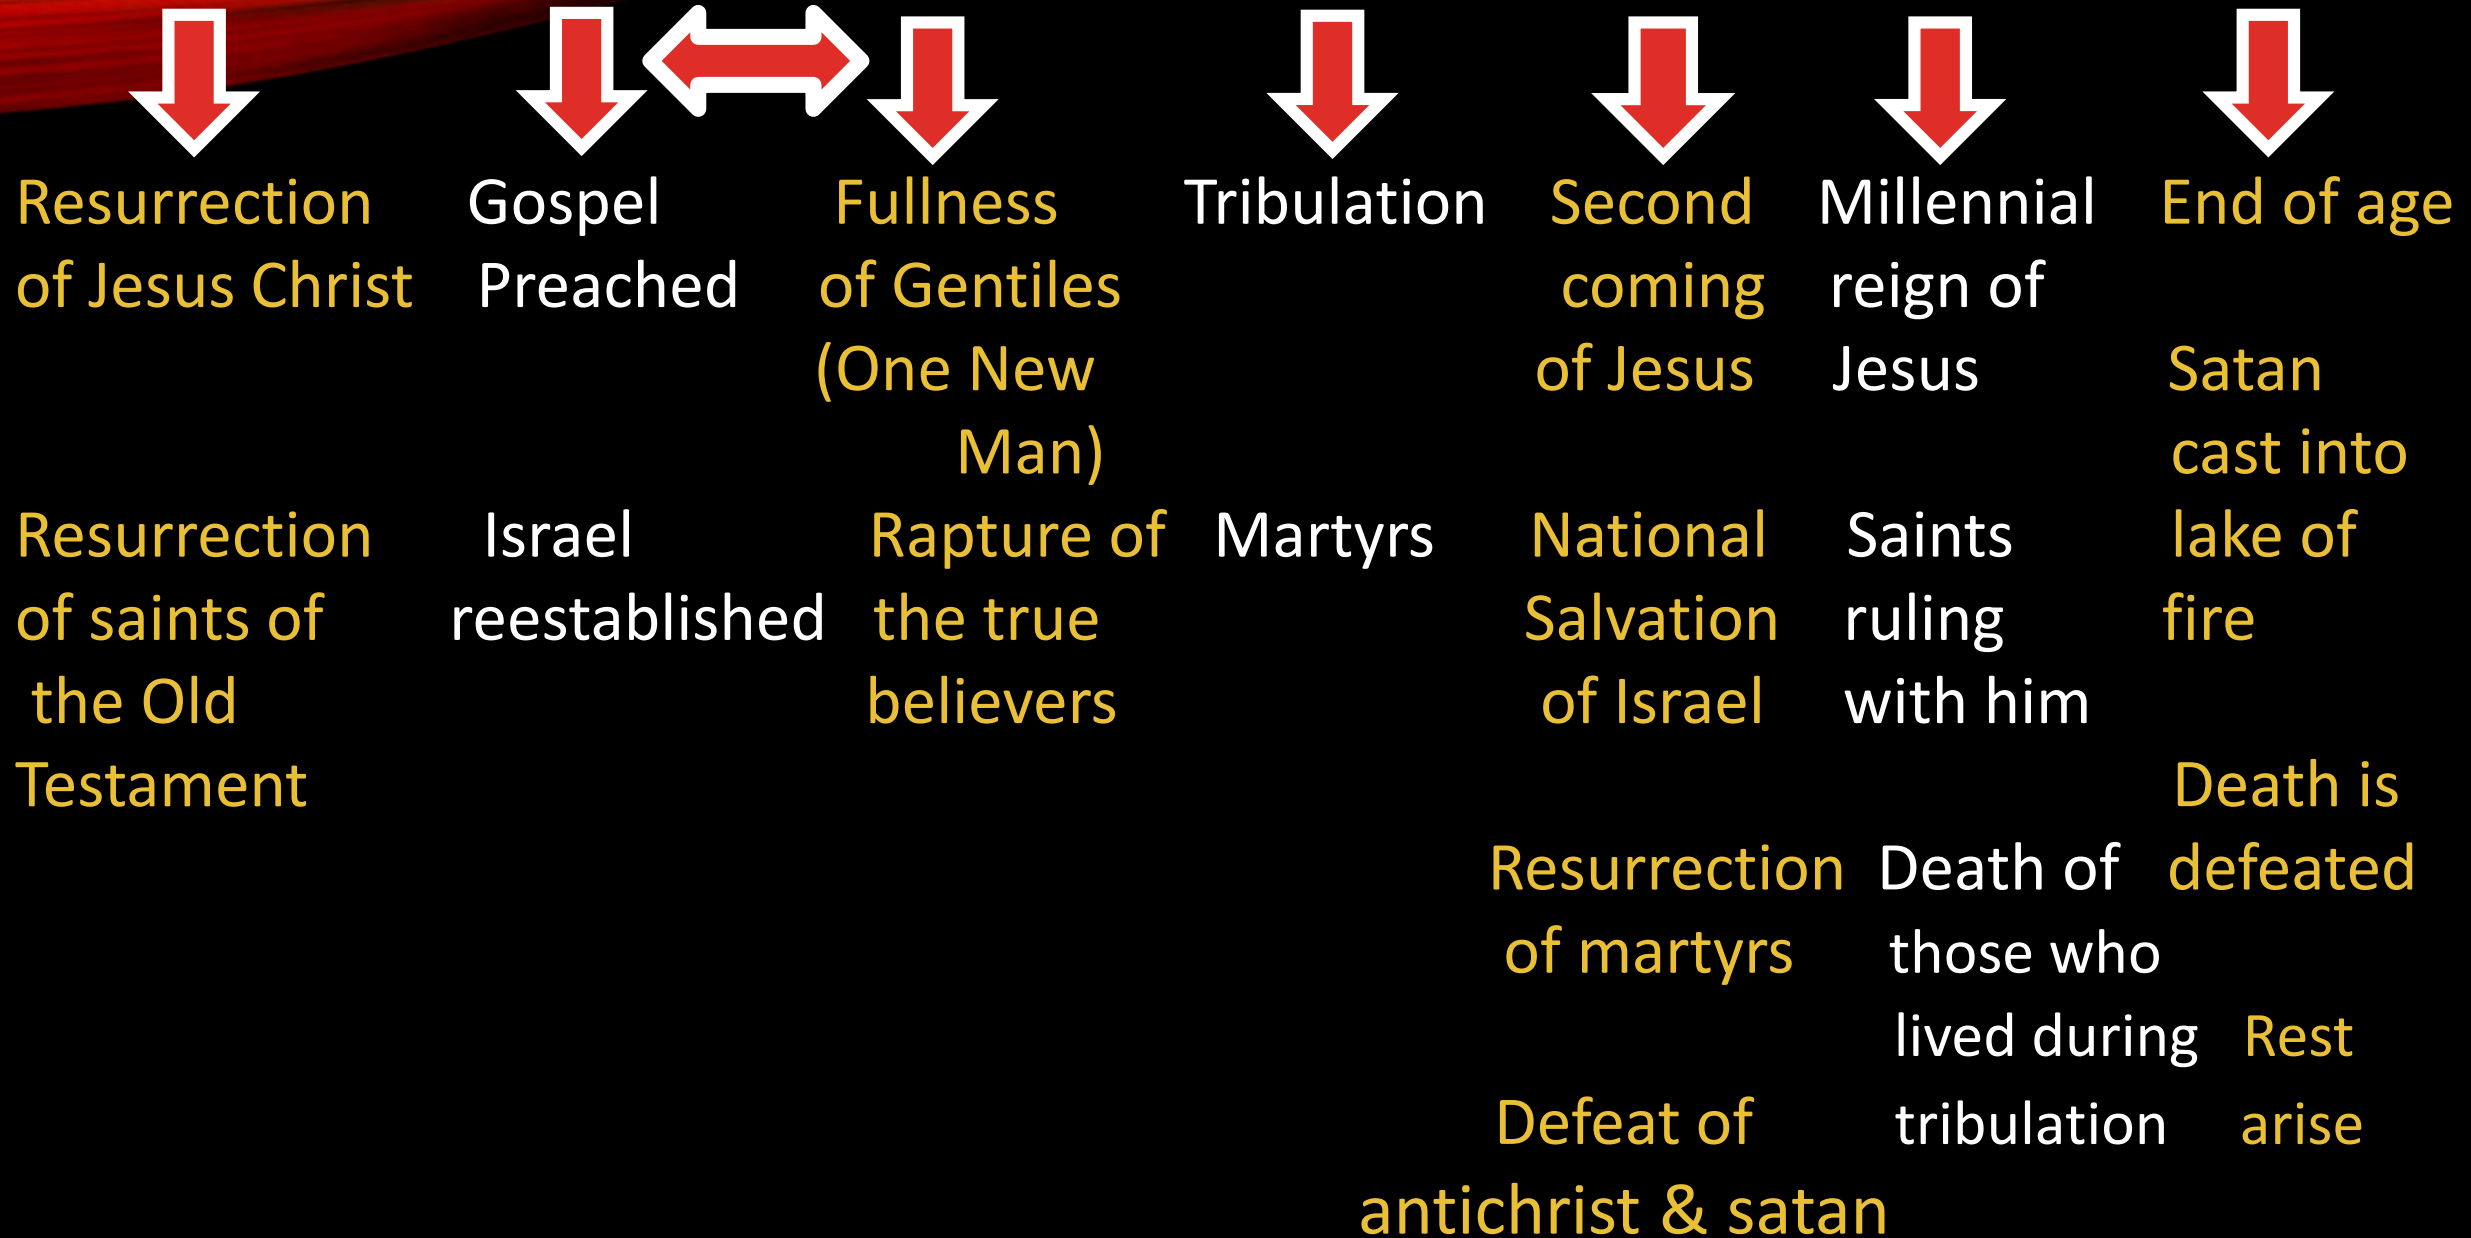 Resurrection Gospel Fullness Tribulation Second Millennial End of age
of Jesus Christ Preached of Gentiles coming reign of
(One New of Jesus Jesus Satan
Man) cast into
Resurrection Israel Rapture of Martyrs National Saints lake of
of saints of reestablished the true Salvation ruling fire
the Old believers of Israel with him
Testament Death is
Resurrection Death of defeated
of martyrs those who
lived during Rest
Defeat of tribulation arise
antichrist & satan